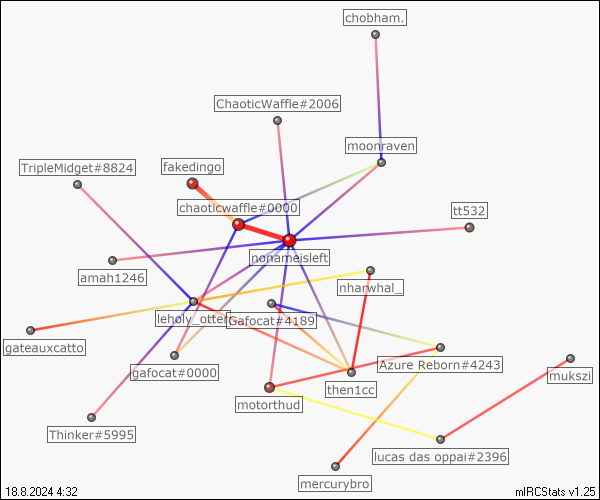 chobham.
ChaoticWaffle#2006
moonraven
fakedingo
TripleMidget#8824
chaoticwaffle#0000
tt532
nonameisleft
amah1246
nharwhal_
leholy_otter
Gafocat#4189
gateauxcatto
Azure Reborn#4243
gafocat#0000
then1cc
mukszi
motorthud
Thinker#5995
lucas das oppai#2396
mercurybro
18.8.2024 4:32
mIRCStats v1.25